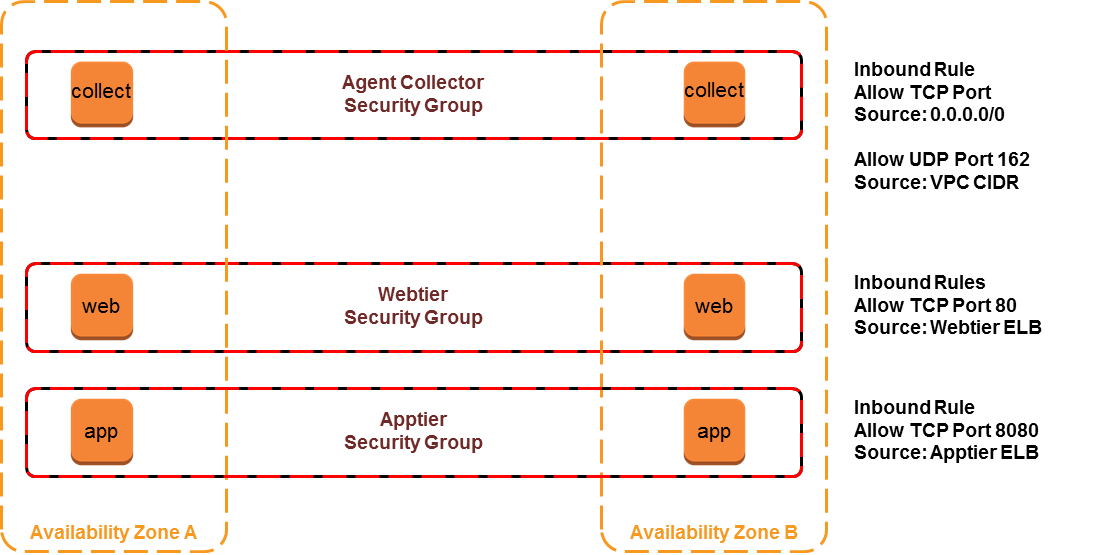 collect
Agent Collector
Security Group
collect
Inbound Rule
Allow TCP Port
Source: 0.0.0.0/0
Allow UDP Port 162
Source: VPC CIDR
web
Webtier
Security Group
web
Inbound Rules
Allow TCP Port 80
Source: Webtier ELB
app
Apptier
Security Group
app
Inbound Rule
Allow TCP Port 8080
Source: Apptier ELB
Availability Zone A
Availability Zone B